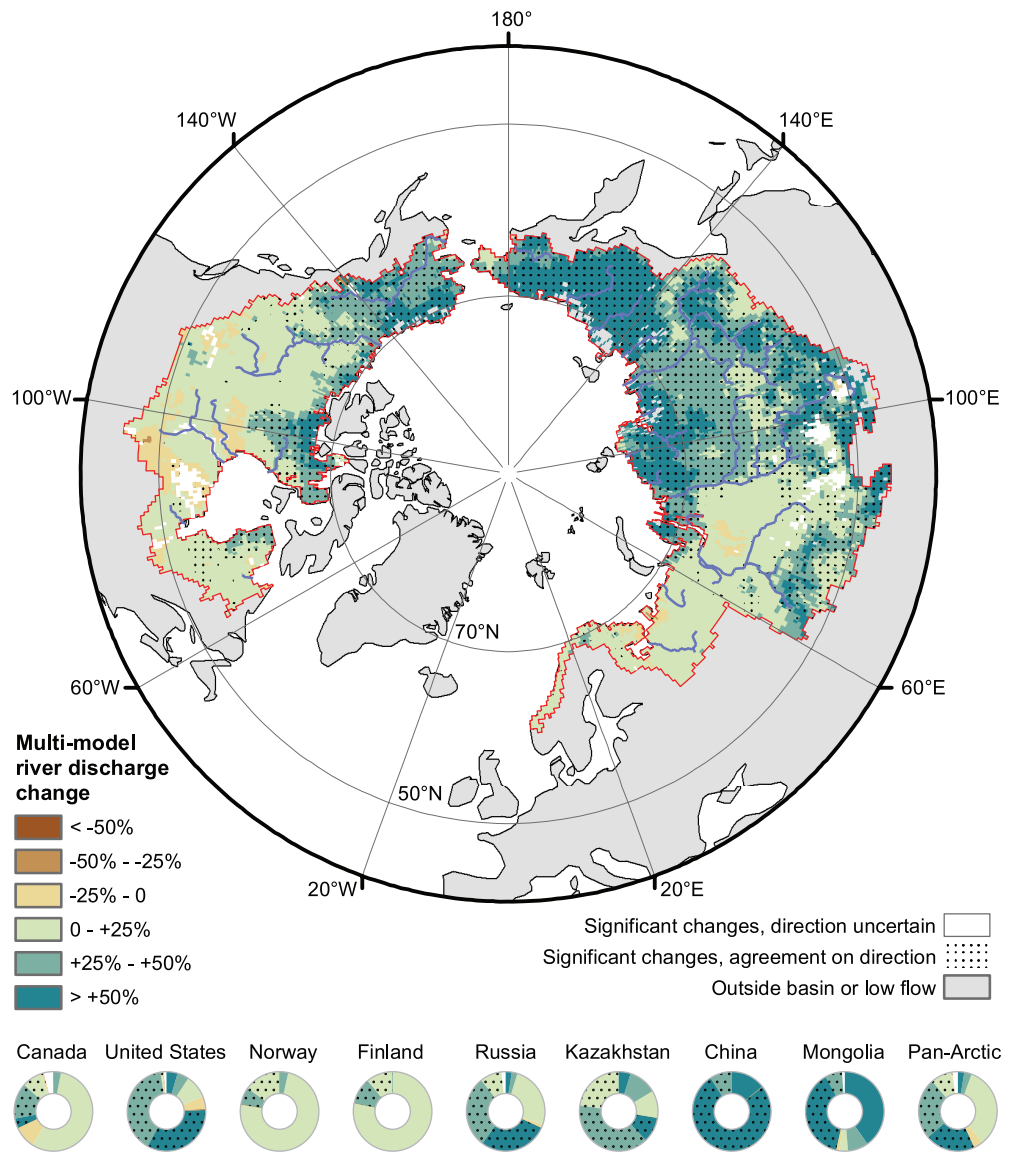 180°
140°W
140°E
100°W
100°E
70°N
60°W
60°E
50°N
20°W
20°E
Multi-model
river discharge
change
< -50%
-50% - -25%
-25% - 0
0 - +25%
+25% - +50%
> +50%
Significant changes, direction uncertain
Significant changes, agreement on direction
Outside basin or low flow
Canada
United States
Norway
Finland
Russia
Kazakhstan
China
Mongolia
Pan-Arctic